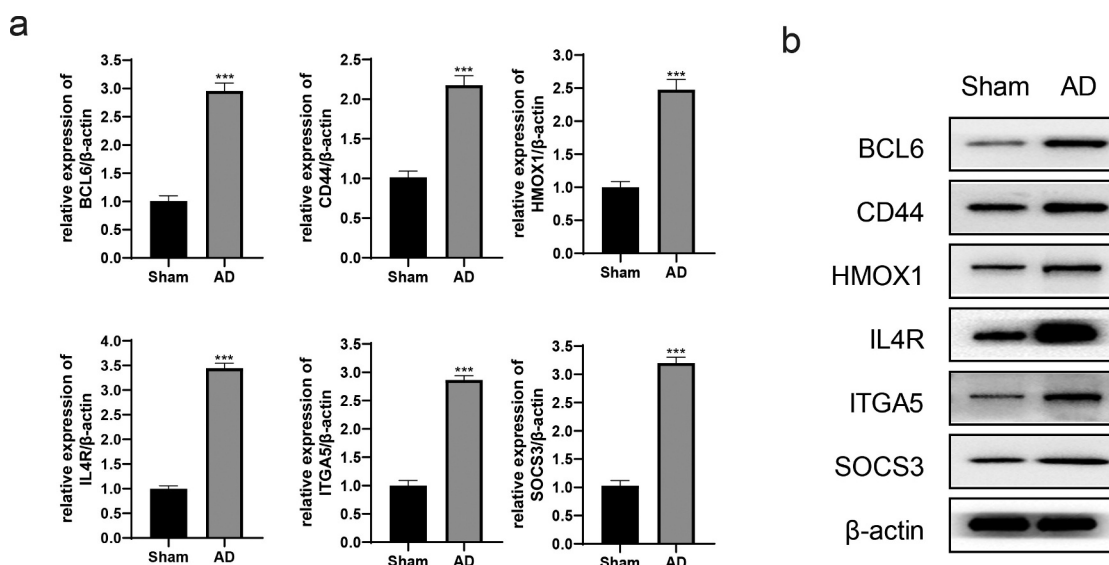 a
relative expression of
BCL6/β-actin
3.5
3.0
2.5
2.0
1.5
1.0
0.5
0.0
***
Sham AD
relative expression of
CD44/β-actin
2.5
2.0
1.5
1.0
0.5
0.0
***
Sham AD
relative expression of
HMOX1/β-actin
3.0
2.5
2.0
1.5
1.0
0.5
0.0
***
Sham AD
relative expression of
IL4R/β-actin
4.0
3.5
3.0
2.5
2.0
1.5
1.0
0.5
0.0
***
Sham AD
relative expression of
ITGA5/β-actin
3.5
3.0
2.5
2.0
1.5
1.0
0.5
0.0
***
Sham AD
relative expression of
SOCS3/β-actin
3.5
3.0
2.5
2.0
1.5
1.0
0.5
0.0
***
Sham AD
b
Sham AD
BCL6
CD44
HMOX1
IL4R
ITGA5
SOCS3
β-actin